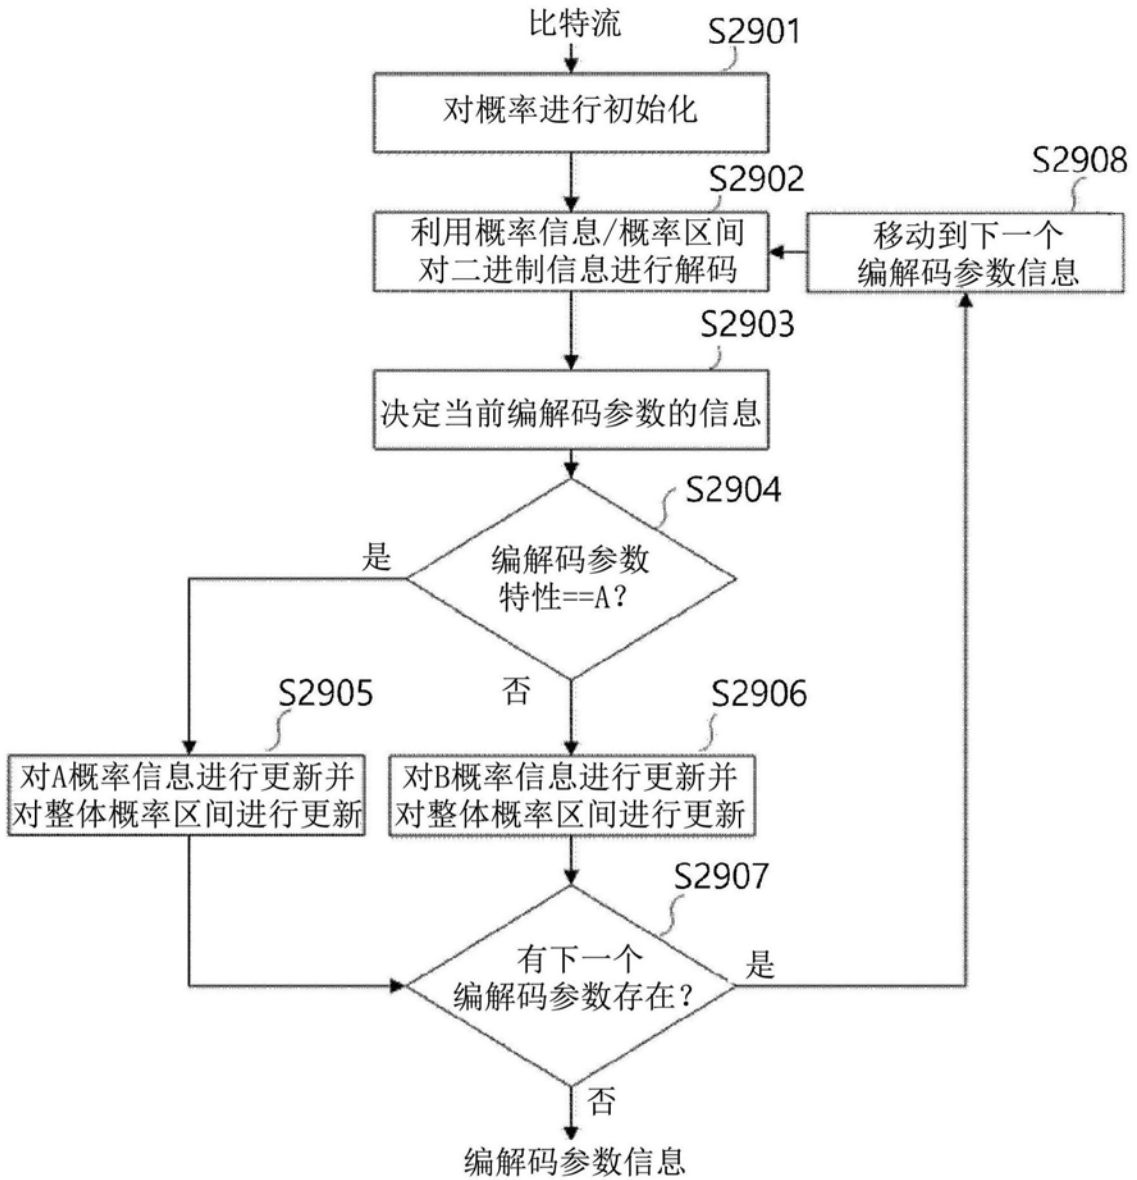 比特流
S2901
对概率进行初始化
S2902
利用概率信息/概率区间
对二进制信息进行解码
S2908
移动到下一个
编解码参数信息
S2903
决定当前编解码参数的信息
S2904
编解码参数
特性==A?
是
否
S2905
对A概率信息进行更新并
对整体概率区间进行更新
S2906
对B概率信息进行更新并
对整体概率区间进行更新
S2907
有下一个
编解码参数存在?
是
否
编解码参数信息